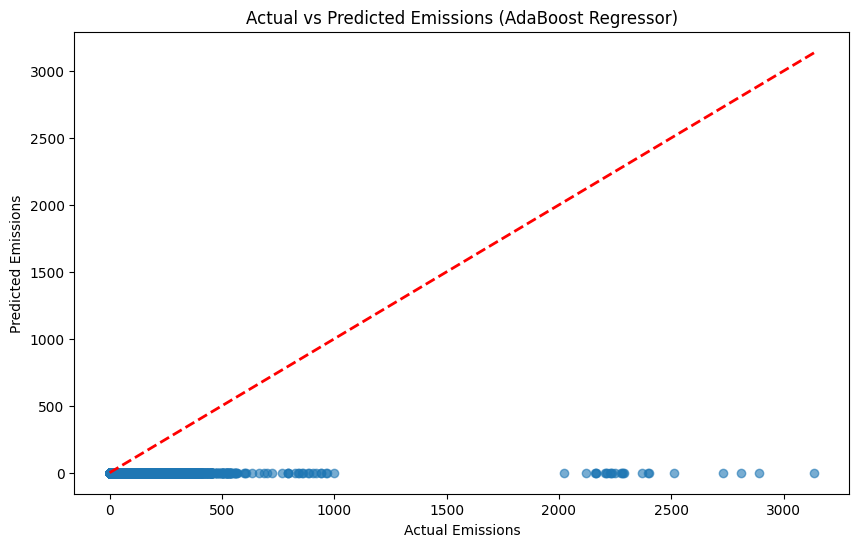 Actual vs Predicted Emissions (AdaBoost Regressor)
3000
2500
2000
1500
1000
500
0
Predicted Emissions
0 500 1000 1500 2000 2500 3000
Actual Emissions